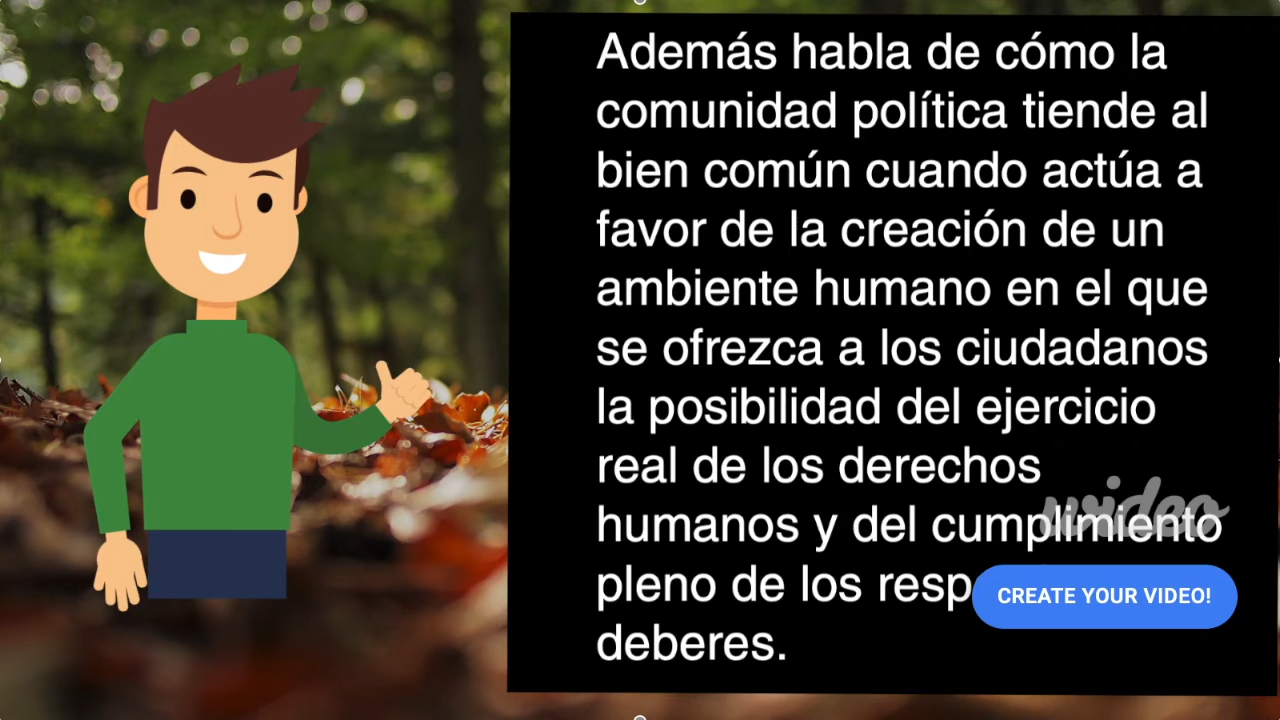 Además habla de cómo la
comunidad política tiende al
bien común cuando actúa a
favor de la creación de un
ambiente humano en el que
se ofrezca a los ciudadanos
la posibilidad del ejercicio
real de los derechos
wideo
humanos y del cumplimiento
pleno de los
CREATE YOUR VIDEO!
deberes.